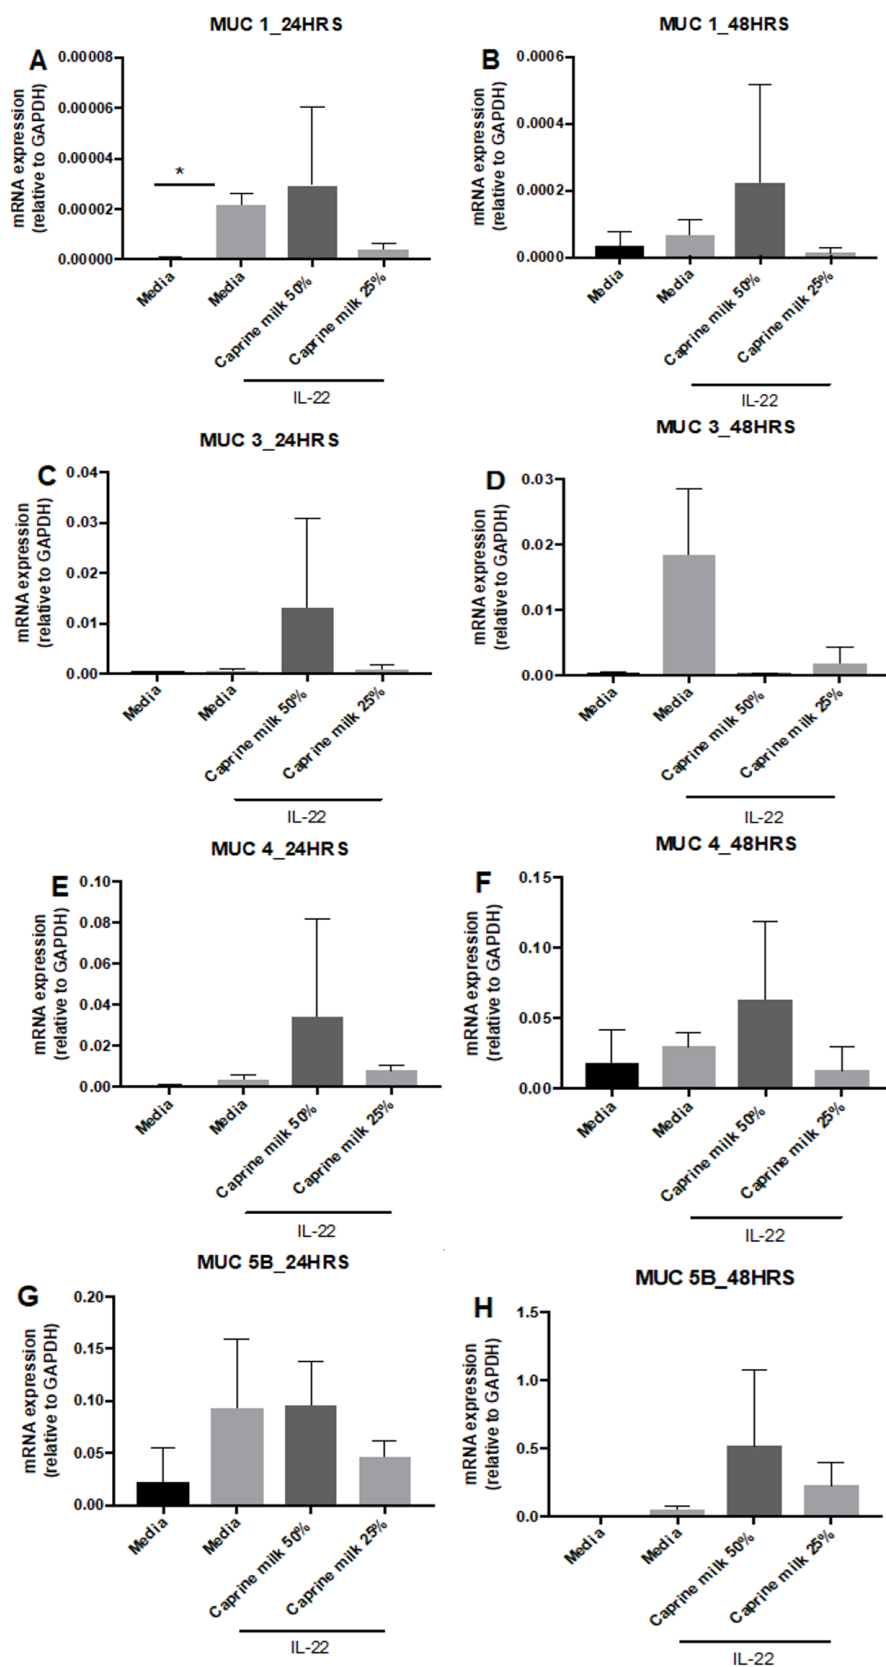 MUC 1_24HRS
A
mRNA expression
(relative to GAPDH)
0.00008
0.00006
0.00004
0.00002
0.00000
*
Media
Media
Caprine milk 50%
Caprine milk 25%
IL-22
MUC 1_48HRS
B
mRNA expression
(relative to GAPDH)
0.0006
0.0004
0.0002
0.0000
Media
Media
Caprine milk 50%
Caprine milk 25%
IL-22
MUC 3_24HRS
C
mRNA expression
(relative to GAPDH)
0.04
0.03
0.02
0.01
0.00
Media
Media
Caprine milk 50%
Caprine milk 25%
IL-22
MUC 3_48HRS
D
mRNA expression
(relative to GAPDH)
0.03
0.02
0.01
0.00
Media
Media
Caprine milk 50%
Caprine milk 25%
IL-22
MUC 4_24HRS
E
mRNA expression
(relative to GAPDH)
0.10
0.08
0.06
0.04
0.02
0.00
Media
Media
Caprine milk 50%
Caprine milk 25%
IL-22
MUC 4_48HRS
F
mRNA expression
(relative to GAPDH)
0.15
0.10
0.05
0.00
Media
Media
Caprine milk 50%
Caprine milk 25%
IL-22
MUC 5B_24HRS
G
mRNA expression
(relative to GAPDH)
0.20
0.15
0.10
0.05
0.00
Media
Media
Caprine milk 50%
Caprine milk 25%
IL-22
MUC 5B_48HRS
H
mRNA expression
(relative to GAPDH)
1.5
1.0
0.5
0.0
Media
Media
Caprine milk 50%
Caprine milk 25%
IL-22